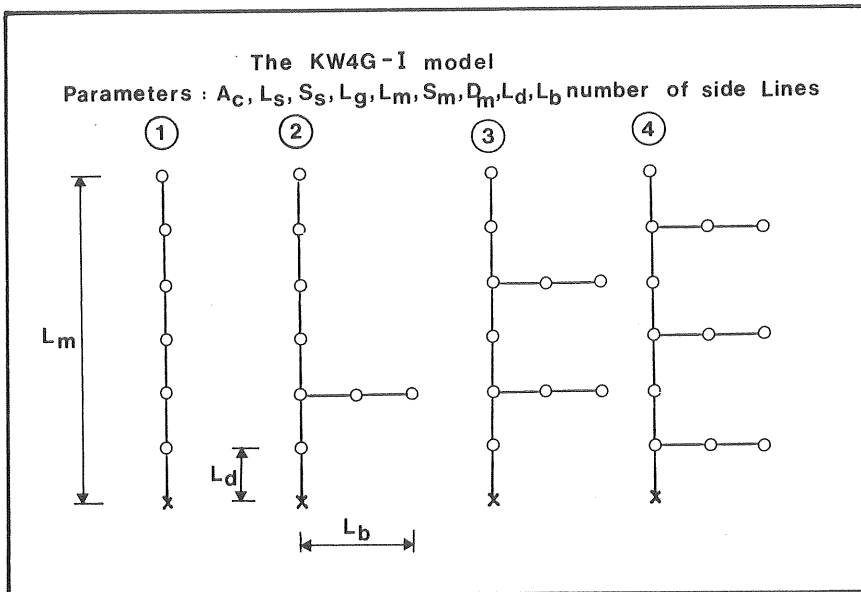 The KW4G-I model
Parameters : Ac, Ls, Ss, Lg, Lm, Sm, Dm, Ld, Lb number of side Lines
1 2 3 4
Lm
Ld
Lb